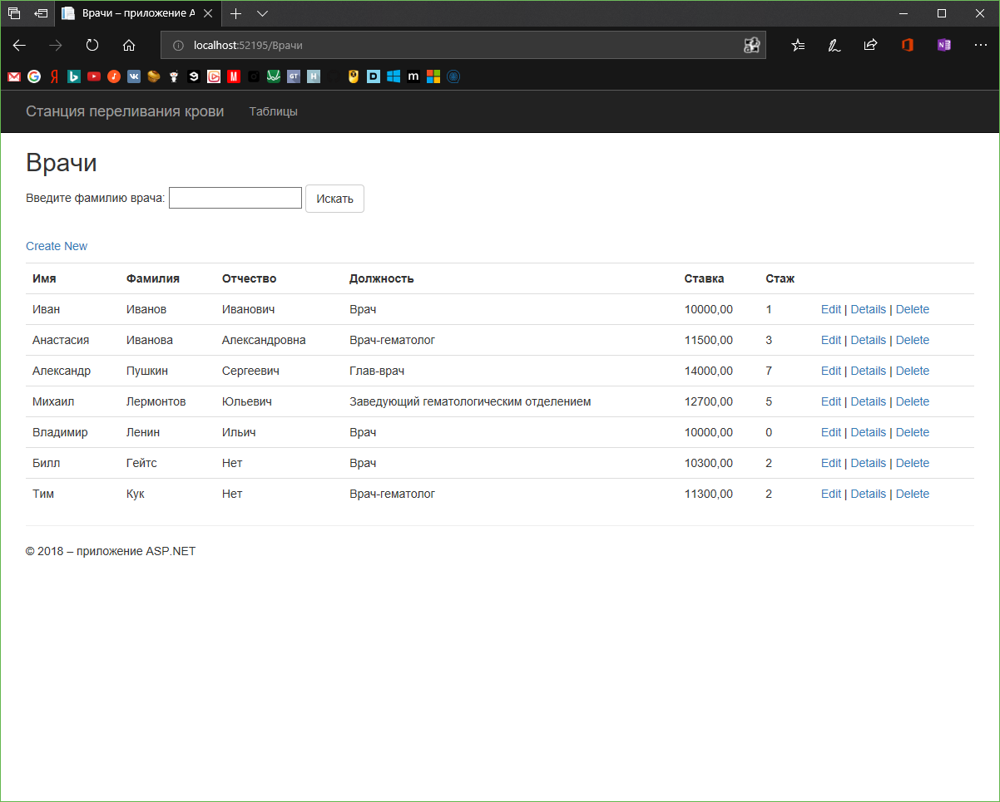 Врачи – приложение A
localhost:52195/Врачи
Станция переливания крови Таблицы
Врачи
Введите фамилию врача: Искать
Create New
Имя Фамилия Отчество Должность Ставка Стаж
Иван Иванов Иванович Врач 10000,00 1 Edit | Details | Delete
Анастасия Иванова Александровна Врач-гематолог 11500,00 3 Edit | Details | Delete
Александр Пушкин Сергеевич Глав-врач 14000,00 7 Edit | Details | Delete
Михаил Лермонтов Юльевич Заведующий гематологическим отделением 12700,00 5 Edit | Details | Delete
Владимир Ленин Ильич Врач 10000,00 0 Edit | Details | Delete
Билл Гейтс Нет Врач 10300,00 2 Edit | Details | Delete
Тим Кук Нет Врач-гематолог 11300,00 2 Edit | Details | Delete
© 2018 – приложение ASP.NET